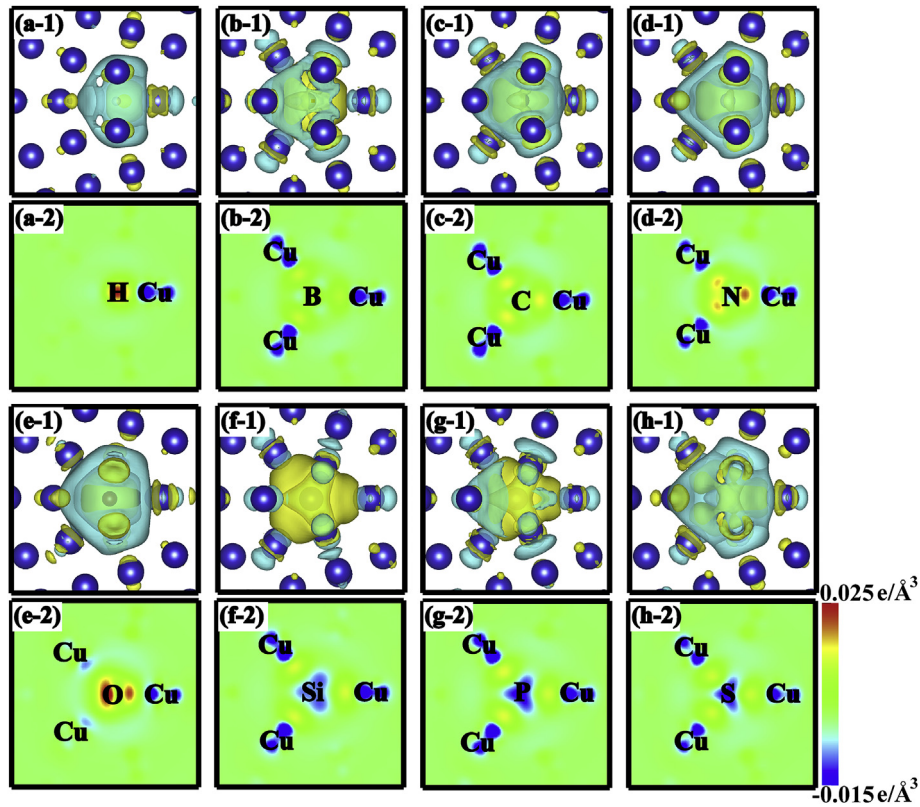 (a-1) (b-1) (c-1) (d-1)
(a-2) (b-2) (c-2) (d-2)
Cu Cu Cu
H Cu B Cu C Cu N Cu
Cu Cu Cu
(e-1) (f-1) (g-1) (h-1)
0.025 e/Å³
(e-2) (f-2) (g-2) (h-2)
Cu Cu Cu Cu
O Cu Si Cu P Cu S Cu
Cu Cu Cu Cu
-0.015 e/Å³